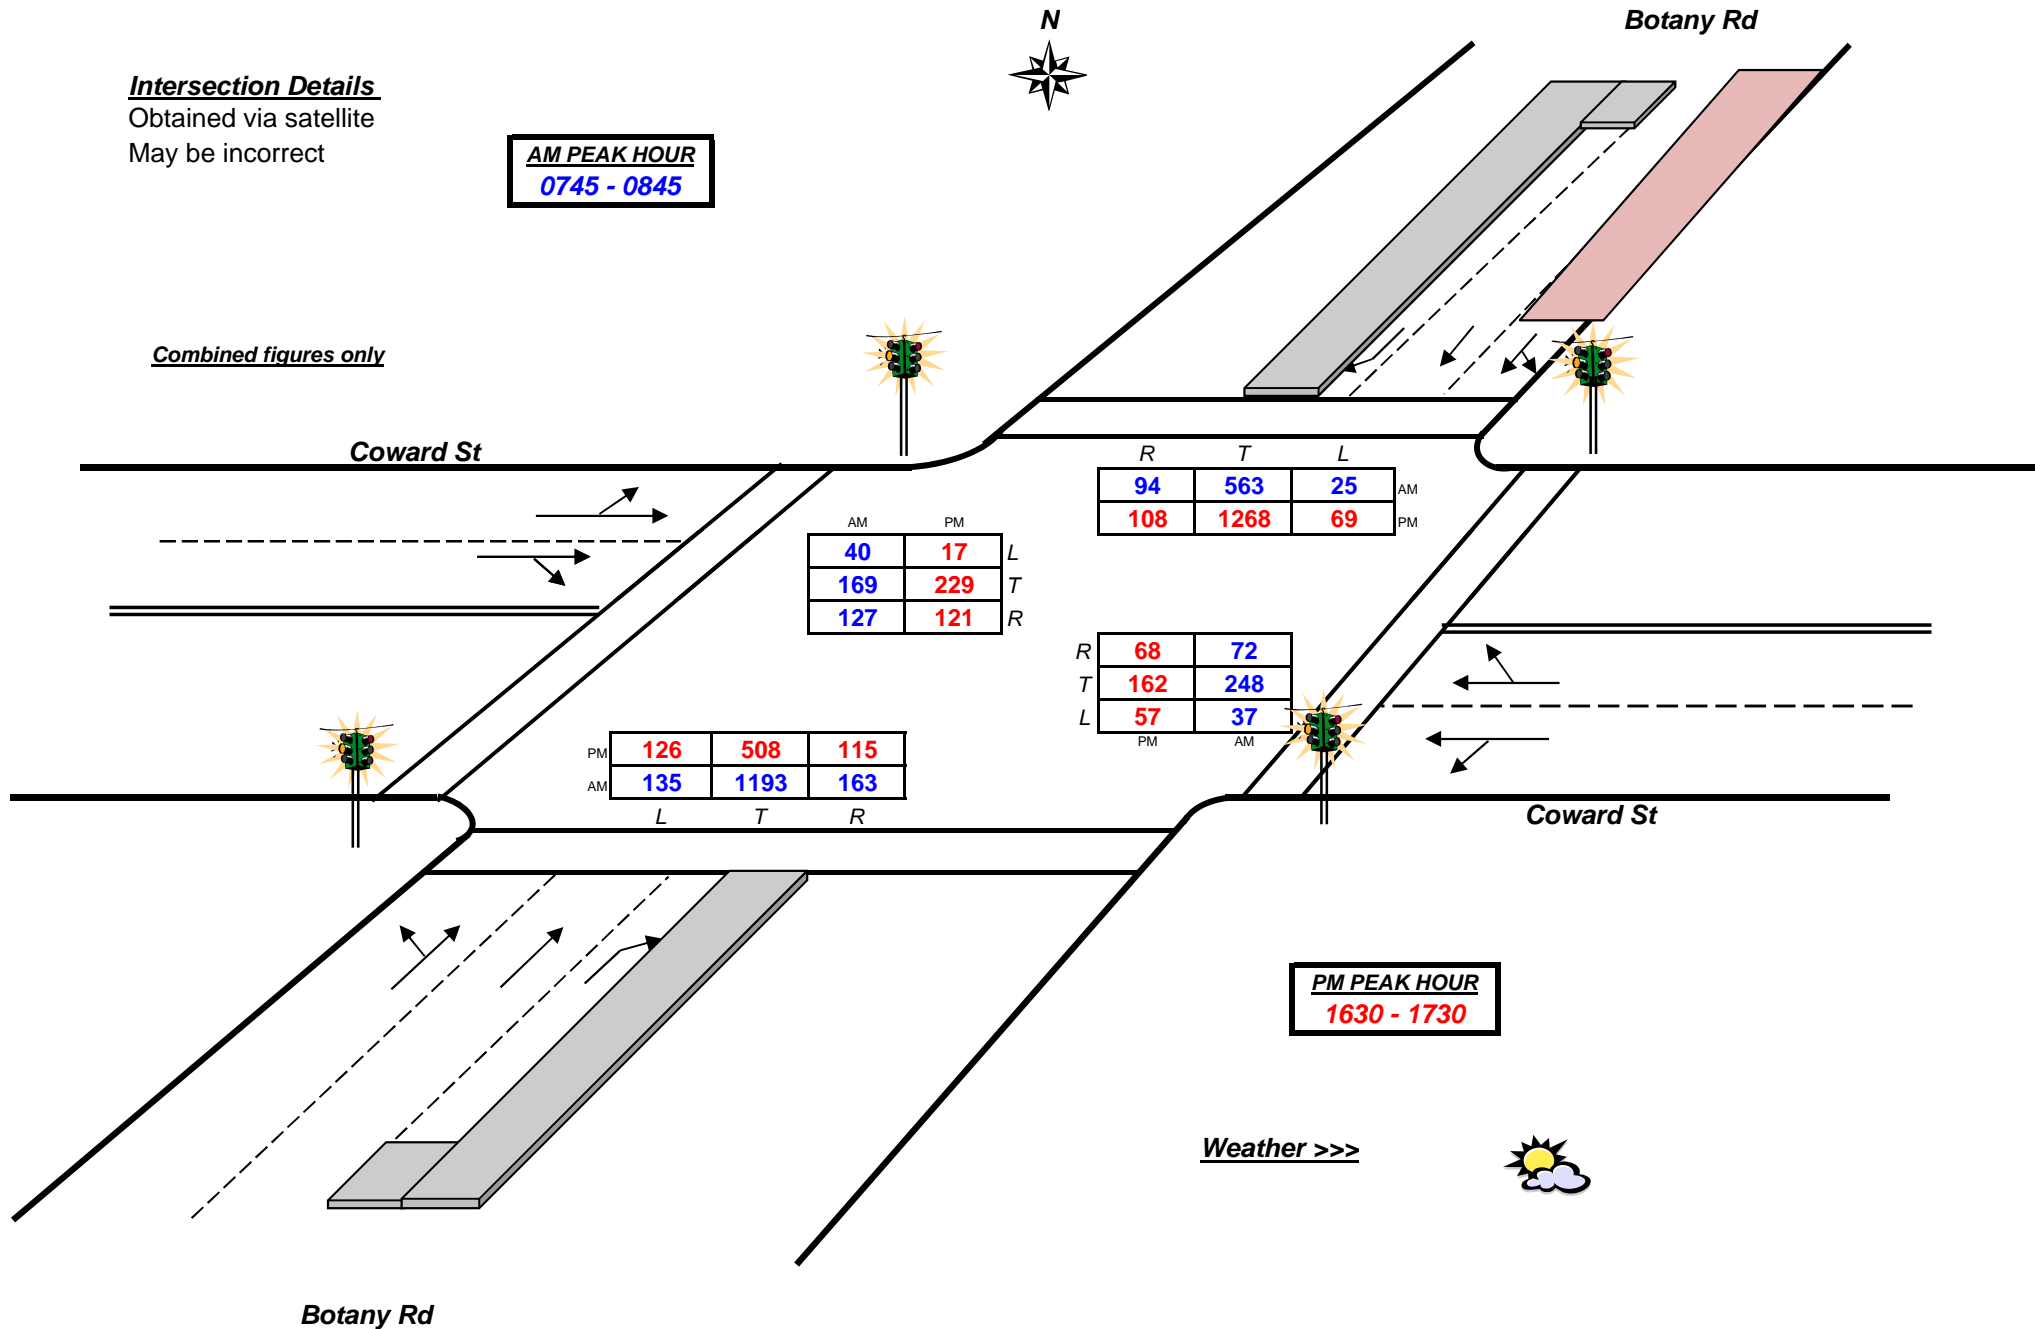 N
Botany Rd
Intersection Details
Obtained via satellite
May be incorrect
AM PEAK HOUR
0745 - 0845
Combined figures only
Coward St
R T L
94 563 25 AM
108 1268 69 PM
AM PM
40 17 L
169 229 T
127 121 R
R 68 72
T 162 248
L 57 37
PM AM
PM 126 508 115
AM 135 1193 163
L T R
Coward St
PM PEAK HOUR
1630 - 1730
Weather >>>
Botany Rd